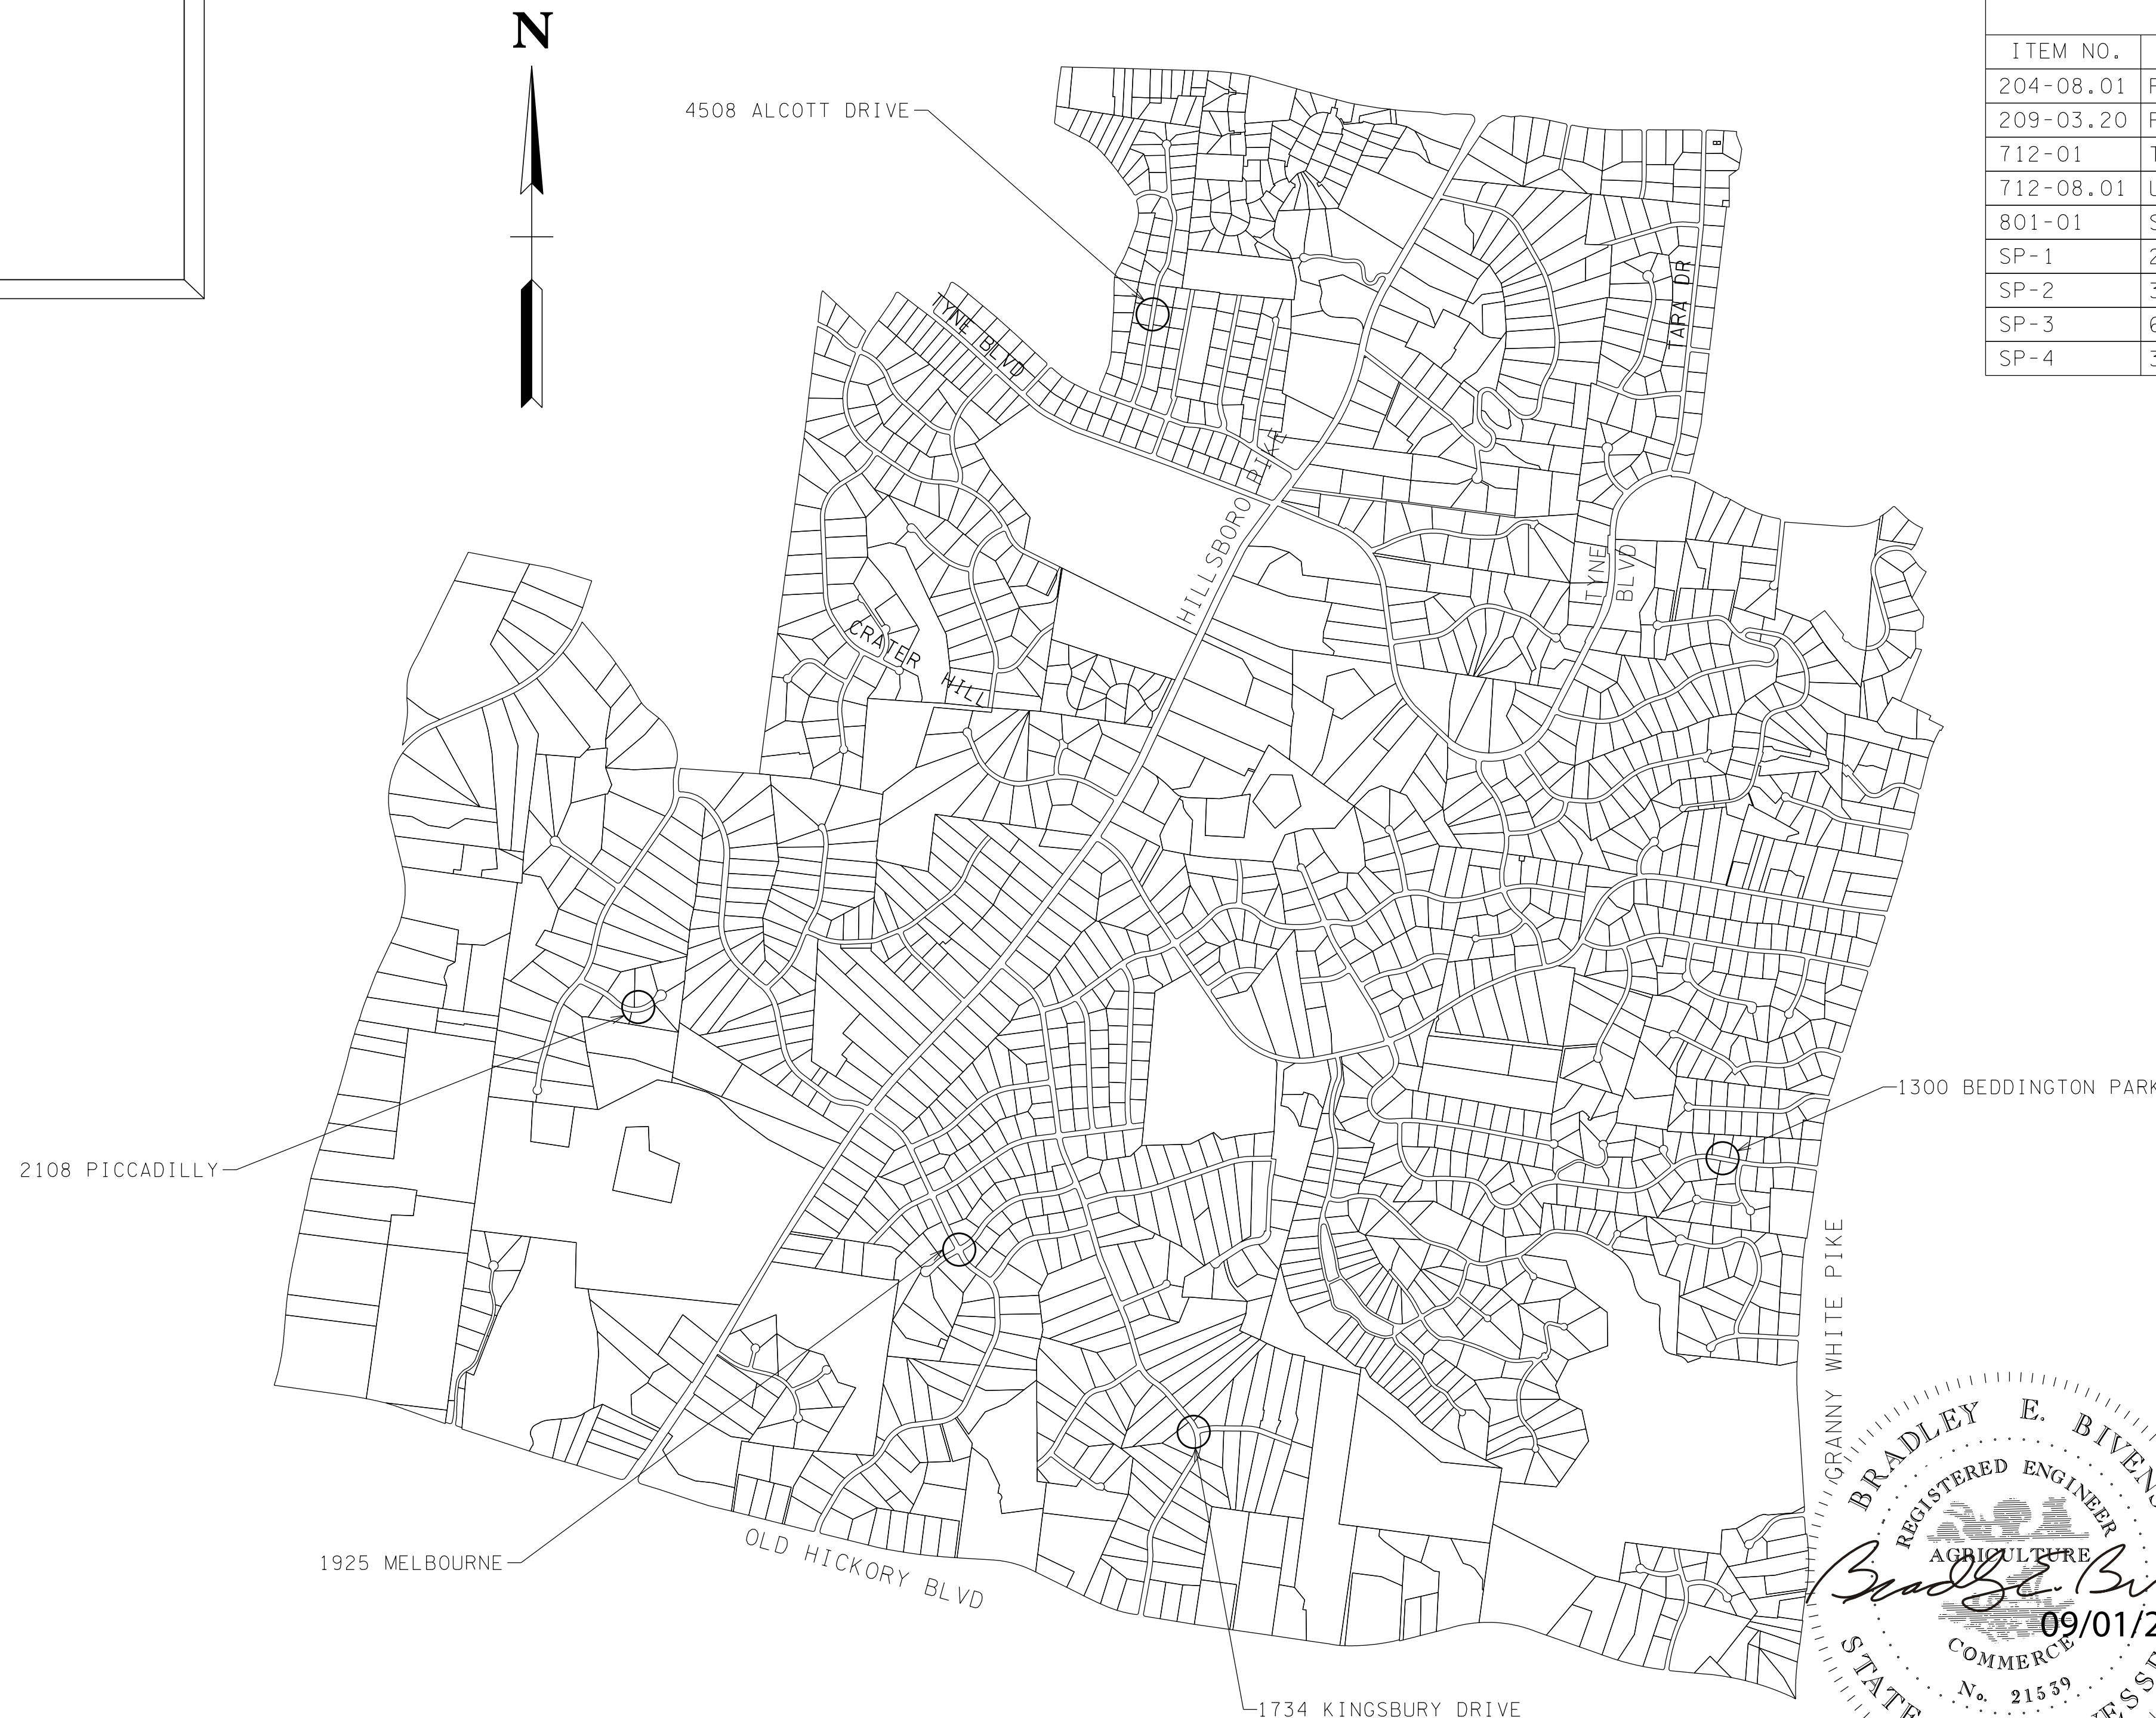 N
ITEM NO.
204-08.01
209-03.20
712-01
712-08.01
801-01
SP-1
SP-2
SP-3
SP-4
4508 ALCOTT DRIVE
TYNE BLVD
TARA DR
HILLSBORO PIKE
TYNE
BLVD
CRATER
HILL
1300 BEDDINGTON PARK
2108 PICCADILLY
GRANNY WHITE PIKE
1925 MELBOURNE
OLD HICKORY BLVD
1734 KINGSBURY DRIVE
BRADLEY E. BIVENS
REGISTERED ENGINEER
AGRICULTURE
Bradley E. Biv
09/01/2
COMMERCE
No. 21539
STATE